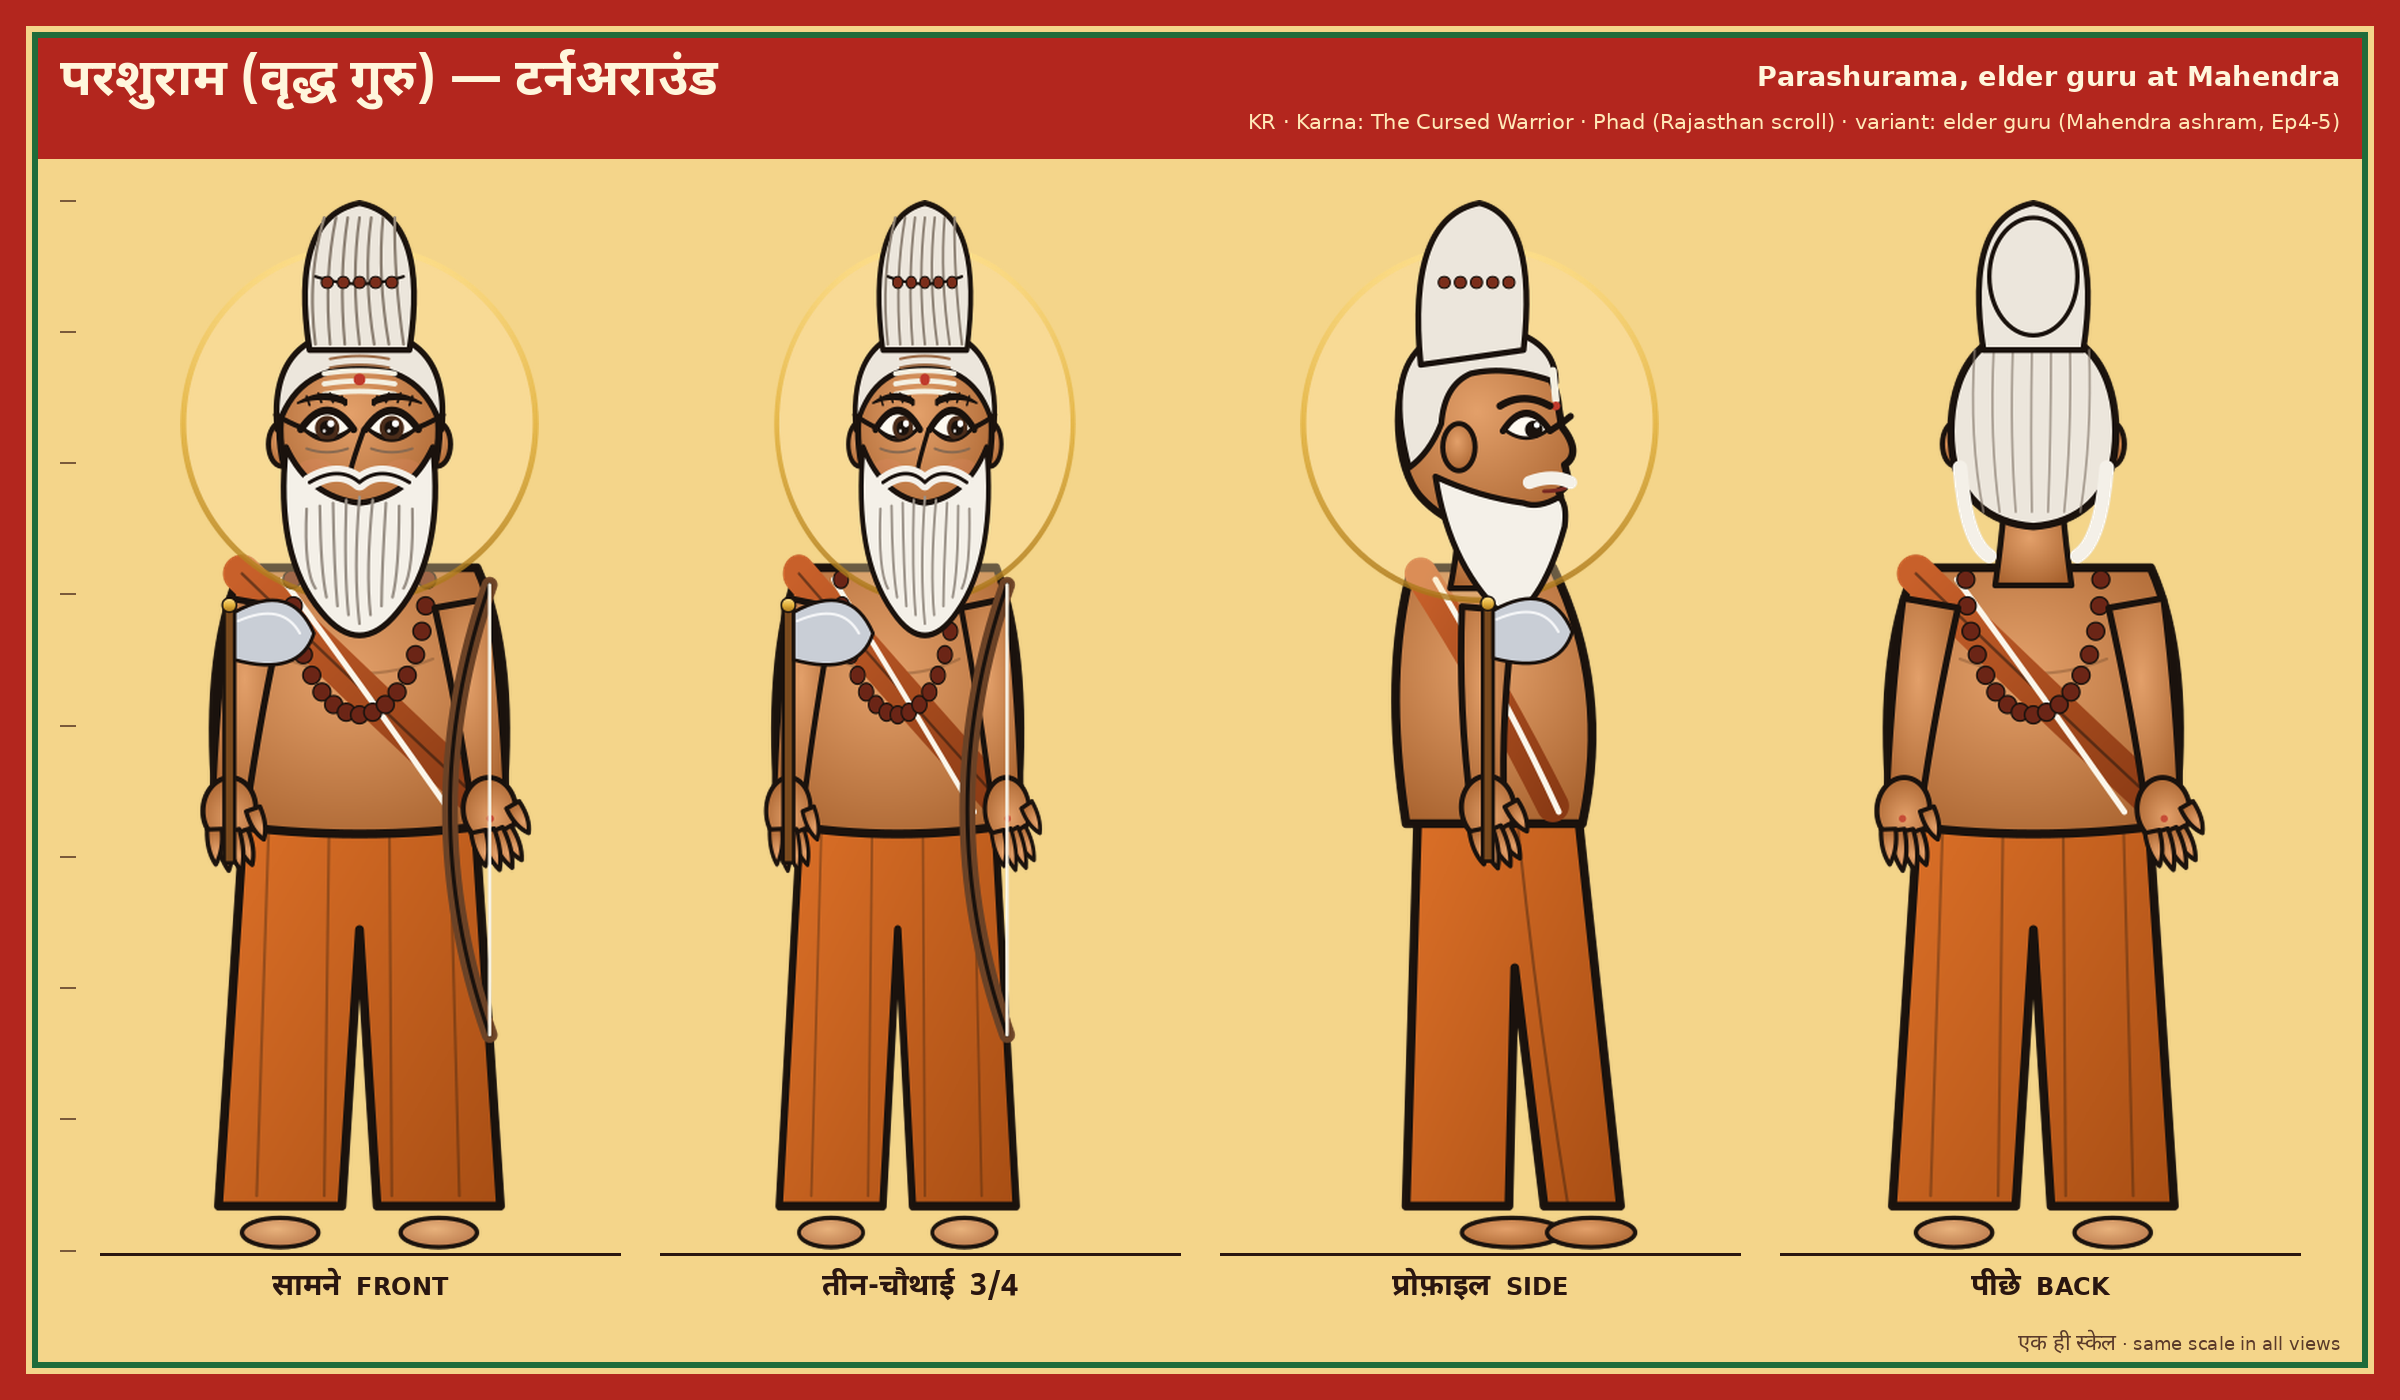 परशुराम (वृद्ध गुरु) — टर्नअराउंड
Parashurama, elder guru at Mahendra
KR · Karna: The Cursed Warrior · Phad (Rajasthan scroll) · variant: elder guru (Mahendra ashram, Ep4-5)
सामने FRONT
तीन-चौथाई 3/4
प्रोफ़ाइल SIDE
पीछे BACK
एक ही स्केल · same scale in all views